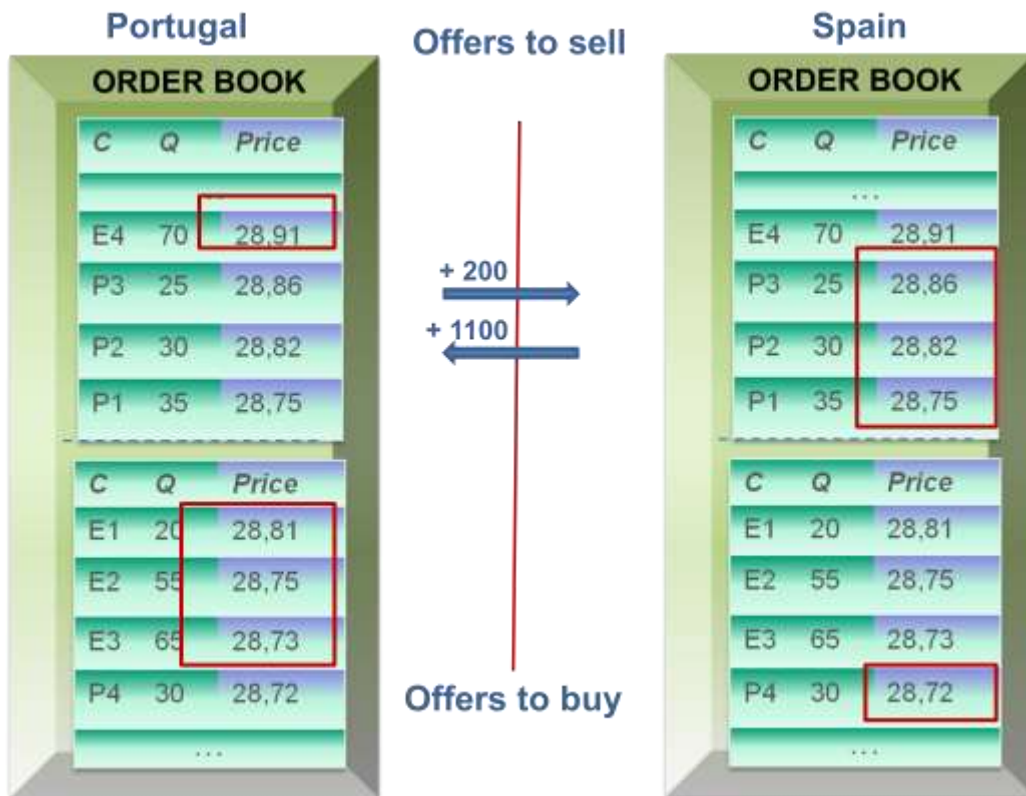 Portugal
Offers to sell
Spain
ORDER BOOK
C Q Price
...
E4 70 28,91
P3 25 28,86
P2 30 28,82
P1 35 28,75
C Q Price
E1 20 28,81
E2 55 28,75
E3 65 28,73
P4 30 28,72
...
+ 200
+ 1100
Offers to buy
ORDER BOOK
C Q Price
...
E4 70 28,91
P3 25 28,86
P2 30 28,82
P1 35 28,75
C Q Price
E1 20 28,81
E2 55 28,75
E3 65 28,73
P4 30 28,72
...